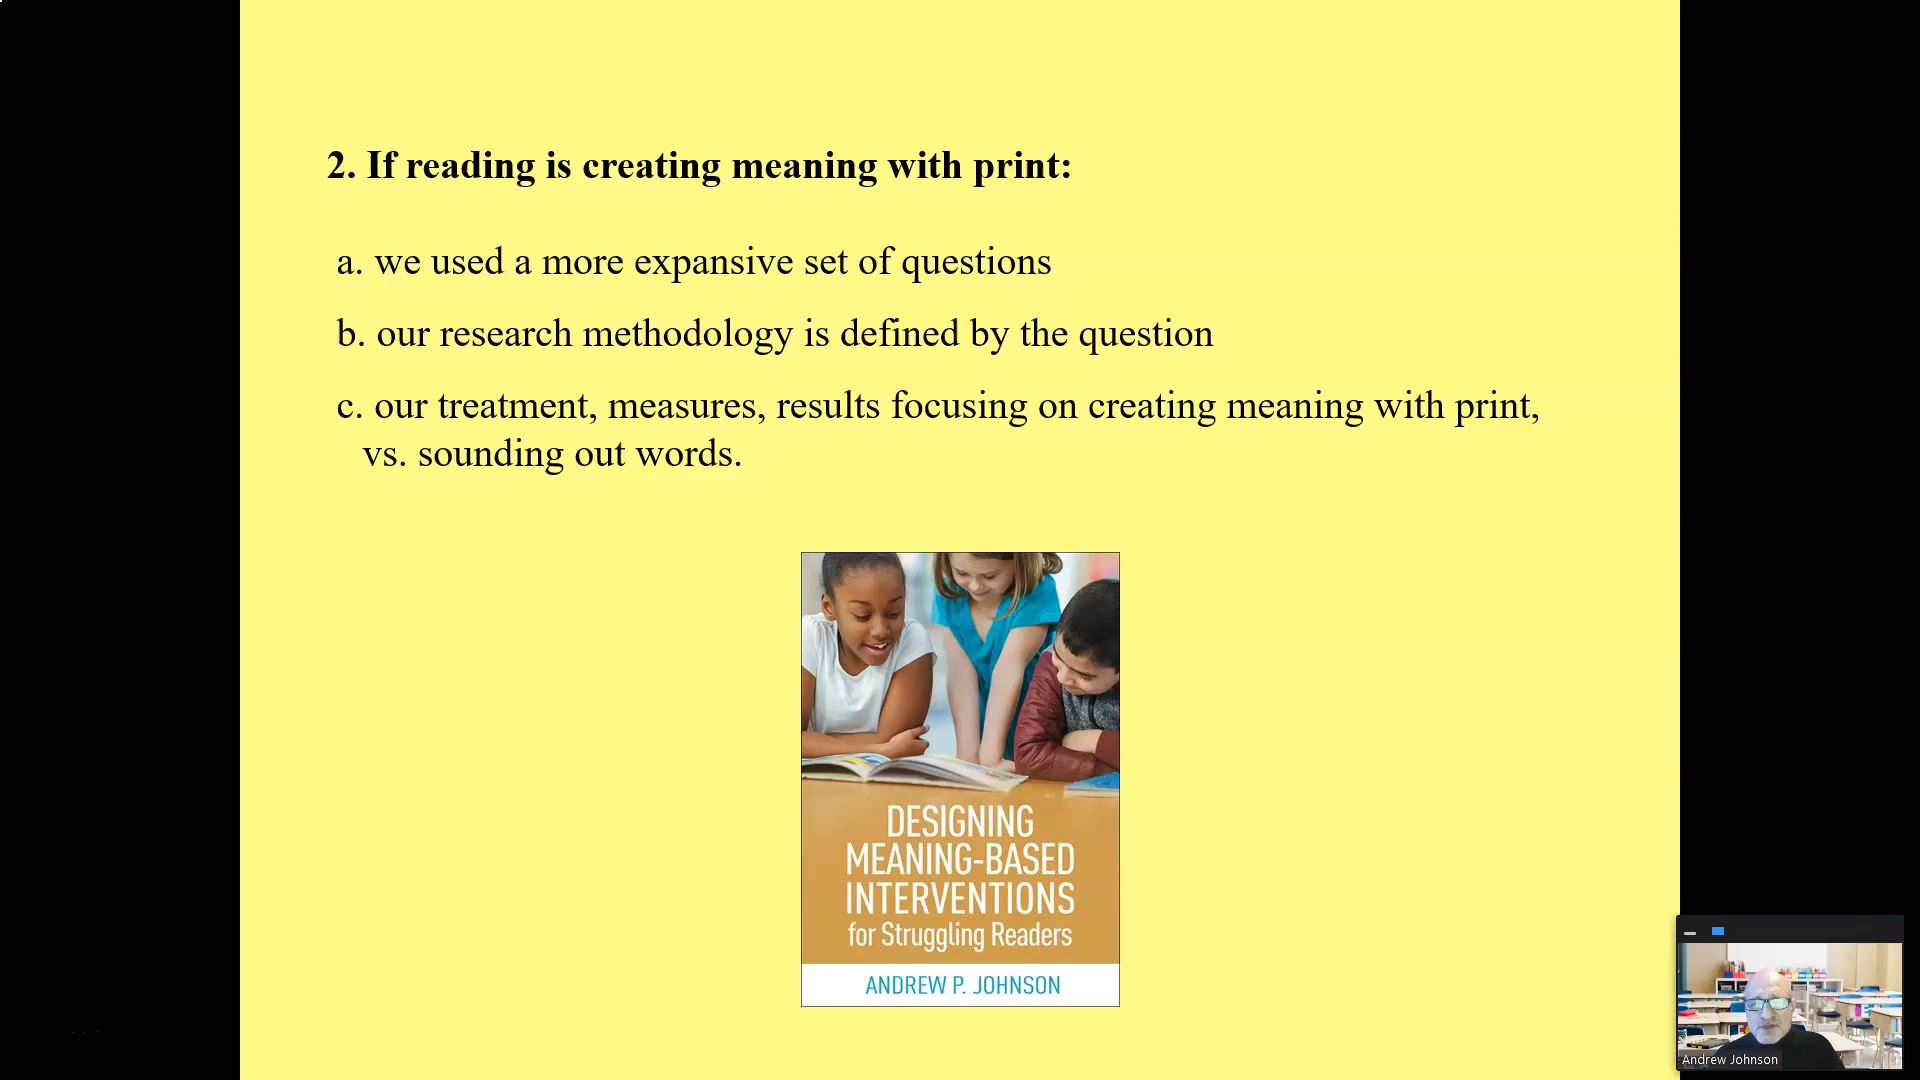 2. If reading is creating meaning with print:
a. we used a more expansive set of questions
b. our research methodology is defined by the question
c. our treatment, measures, results focusing on creating meaning with print,
vs. sounding out words.
DESIGNING
MEANING-BASED
INTERVENTIONS
for Struggling Readers
ANDREW P. JOHNSON
Andrew Johnson